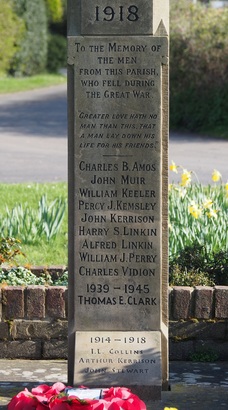 1918
TO THE MEMORY OF
THE MEN
FROM THIS PARISH,
WHO FELL DURING
THE GREAT WAR.
GREATER LOVE HATH NO
MAN THAN THIS, THAT
A MAN LAY DOWN HIS
LIFE FOR HIS FRIENDS.
CHARLES B. AMOS
JOHN MUIR
WILLIAM KEELER
PERCY J. KEMSLEY
JOHN KERRISON
HARRY S. LINKIN
ALFRED LINKIN
WILLIAM J. PERRY
CHARLES VIDION
1939–1945
THOMAS E. CLARK
1914–1918
COLLINS
ARTHUR KERRISON
JOHN STEWART